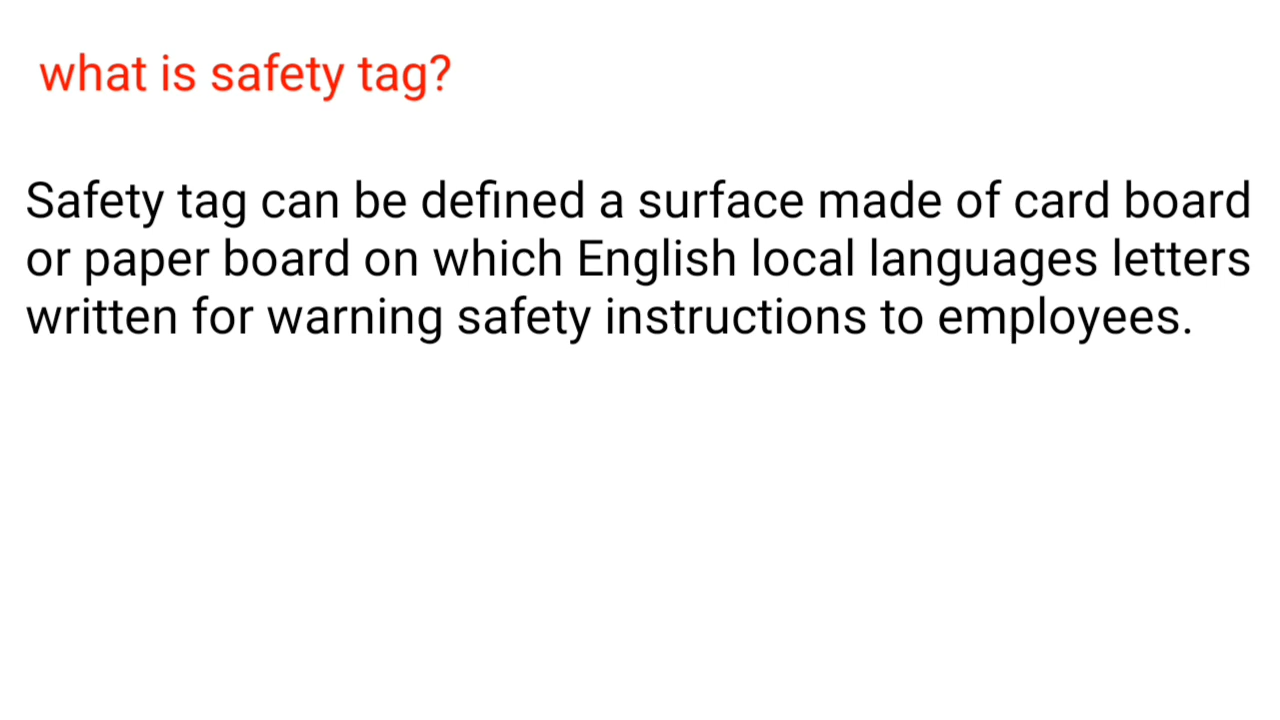 what is safety tag?
Safety tag can be defined a surface made of card board
or paper board on which English local languages letters
written for warning safety instructions to employees.